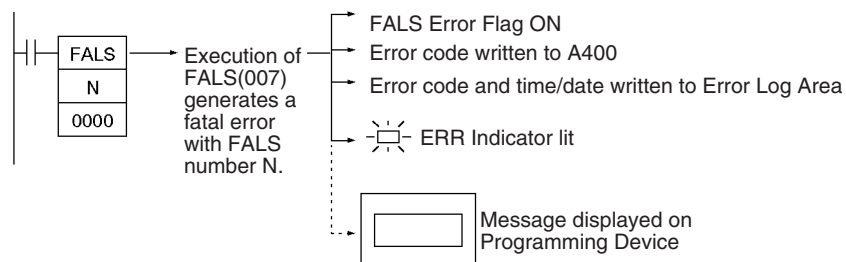 FALS
N
0000
Execution of
FALS(007)
generates a
fatal error
with FALS
number N.
FALS Error Flag ON
Error code written to A400
Error code and time/date written to Error Log Area
ERR Indicator lit
Message displayed on
Programming Device